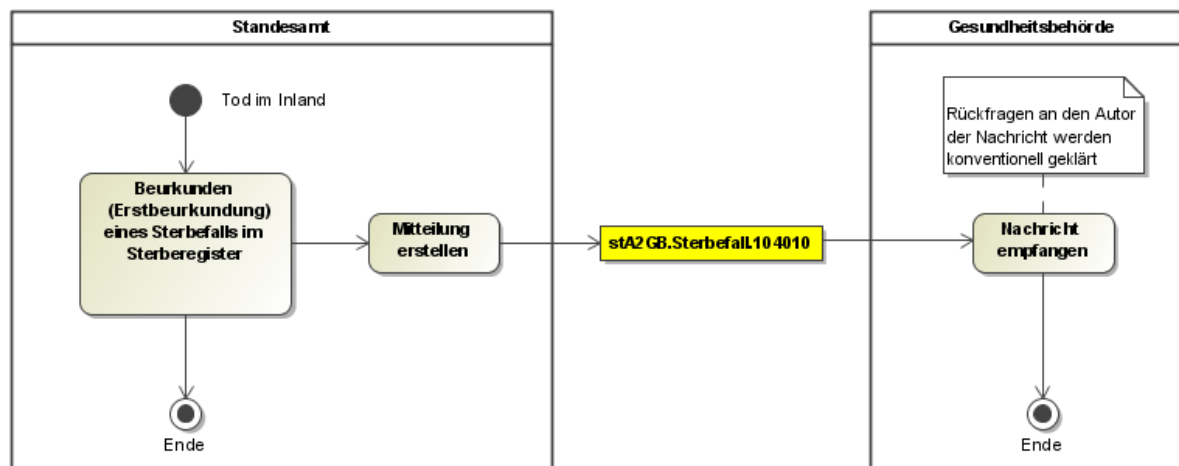 Standesamt
Tod im Inland
Beurkunden
(Erstbeurkundung)
eines Sterbefalls im
Sterberegister
Mitteilung
erstellen
Ende
stA2GB.Sterbefall.104010
Gesundheitsbehörde
Rückfragen an den Autor
der Nachricht werden
konventionell geklärt
Nachricht
empfangen
Ende